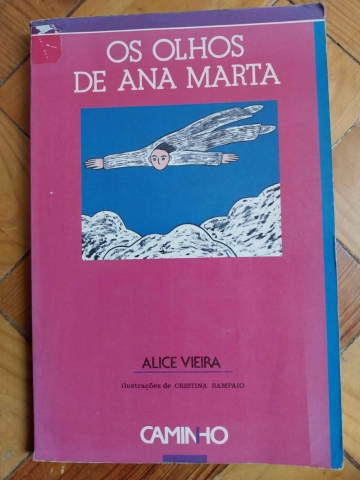 OS OLHOS
DE ANA MARTA
ALICE VIEIRA
ilustrações de CRISTINA SAMPAIO
CAMINHO